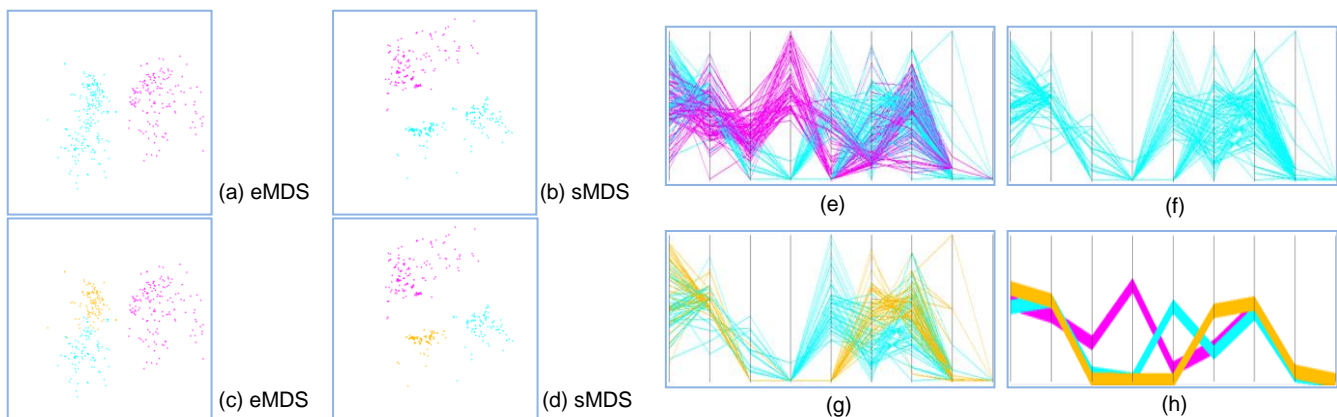 (a) eMDS
(b) sMDS
(e)
(f)
(c) eMDS
(d) sMDS
(g)
(h)